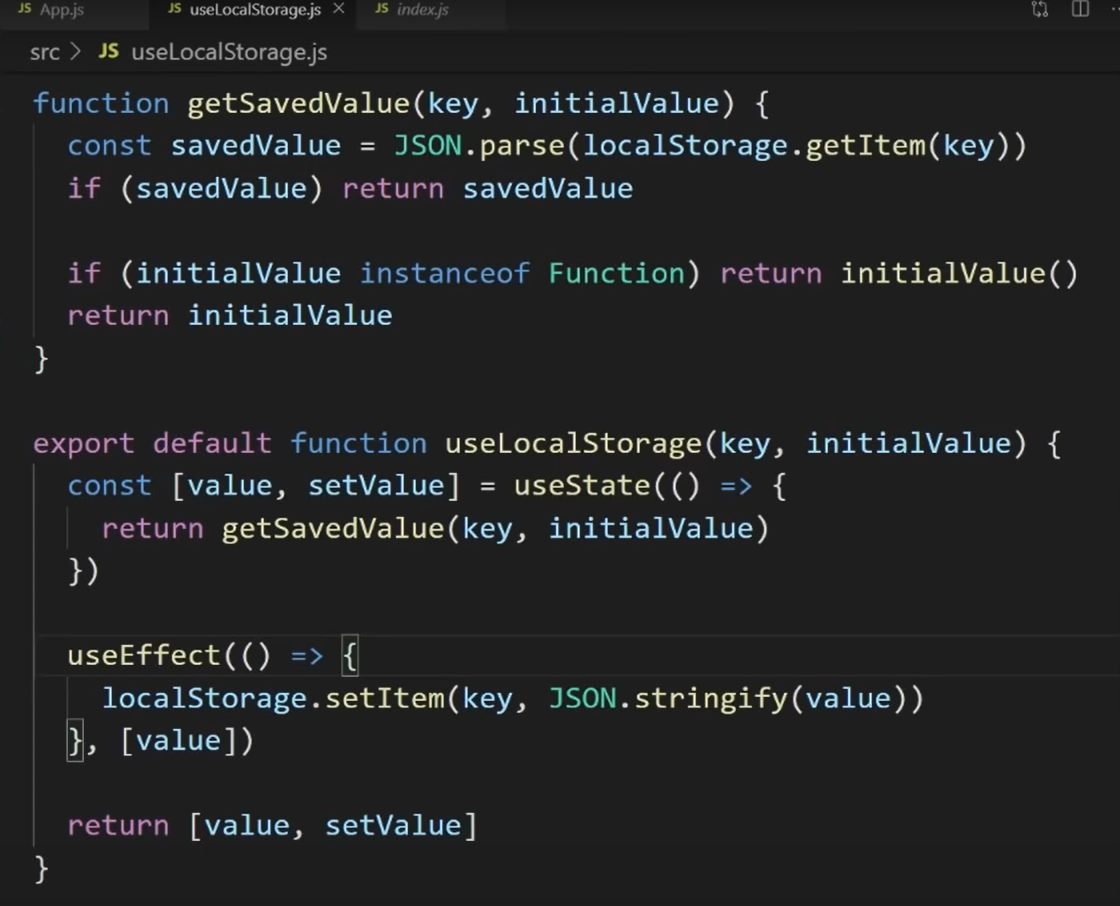 JS App.js JS useLocalStorage.js × JS index.js
src > JS useLocalStorage.js
function getSavedValue(key, initialValue) {
  const savedValue = JSON.parse(localStorage.getItem(key))
  if (savedValue) return savedValue

  if (initialValue instanceof Function) return initialValue()
  return initialValue
}

export default function useLocalStorage(key, initialValue) {
  const [value, setValue] = useState(() => {
    return getSavedValue(key, initialValue)
  })

  useEffect(() => {
    localStorage.setItem(key, JSON.stringify(value))
  }, [value])

  return [value, setValue]
}